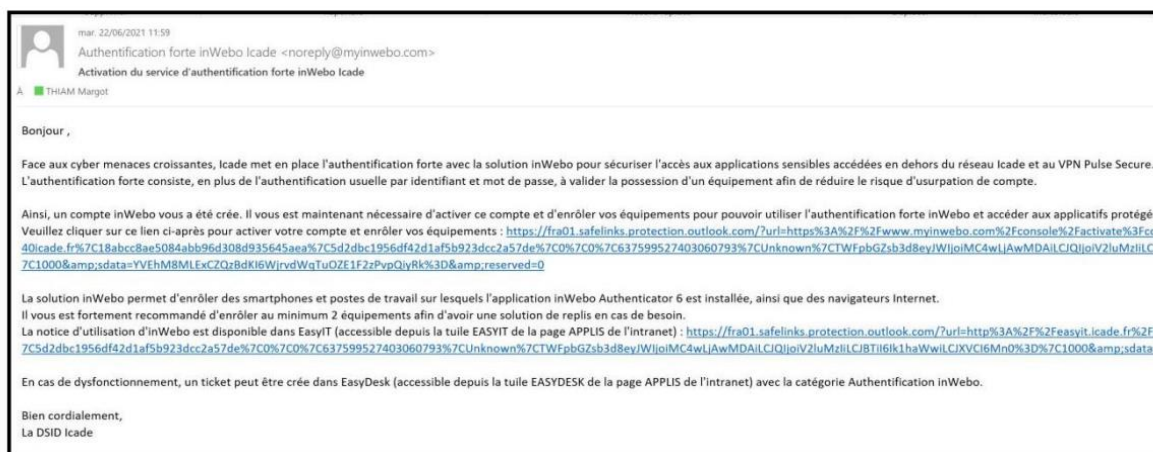 mar. 22/06/2021 11:59
Authentification forte inWebo Icade <noreply@myinwebo.com>
Activation du service d'authentification forte inWebo Icade
À THIAM Margot
Bonjour ,
Face aux cyber menaces croissantes, Icade met en place l'authentification forte avec la solution inWebo pour sécuriser l'accès aux applications sensibles accédées en dehors du réseau Icade et au VPN Pulse Secure.
L'authentification forte consiste, en plus de l'authentification usuelle par identifiant et mot de passe, à valider la possession d'un équipement afin de réduire le risque d'usurpation de compte.
Ainsi, un compte inWebo vous a été crée. Il vous est maintenant nécessaire d'activer ce compte et d'enrôler vos équipements pour pouvoir utiliser l'authentification forte inWebo et accéder aux applicatifs protégé
Veuillez cliquer sur ce lien ci-après pour activer votre compte et enrôler vos équipements : https://fra01.safelinks.protection.outlook.com/?url=https%3A%2F%2Fwww.myinwebo.com%2Fconsole%2Factivate%3Fco
40icade.fr%7C18abcc8ae5084abb96d308d935645aea%7C5d2dbc1956df42d1af5b923dcc2a57de%7C0%7C0%7C637599527403060793%7CUnknown%7CTWFpbGZsb3d8eyJWIjoiMC4wLjAwMDAiLCJQIjoiV2luMzIiLC
7C1000&amp;sdata=YVEhM8MLExCZQzBdKI6WjrvdWqTuOZE1F2zPvpQiyRk%3D&amp;reserved=0
La solution inWebo permet d'enrôler des smartphones et postes de travail sur lesquels l'application inWebo Authenticator 6 est installée, ainsi que des navigateurs Internet.
Il vous est fortement recommandé d'enrôler au minimum 2 équipements afin d'avoir une solution de replis en cas de besoin.
La notice d'utilisation d'inWebo est disponible dans EasyIT (accessible depuis la tuile EASYIT de la page APPLIS de l'intranet) : https://fra01.safelinks.protection.outlook.com/?url=http%3A%2F%2Feasyit.icade.fr%2F
7C5d2dbc1956df42d1af5b923dcc2a57de%7C0%7C0%7C637599527403060793%7CUnknown%7CTWFpbGZsb3d8eyJWIjoiMC4wLjAwMDAiLCJQIjoiV2luMzIiLCJBTiI6Ik1haWwiLCJXVCI6Mn0%3D%7C1000&amp;sdata
En cas de dysfonctionnement, un ticket peut être crée dans EasyDesk (accessible depuis la tuile EASYDESK de la page APPLIS de l'intranet) avec la catégorie Authentification inWebo.
Bien cordialement,
La DSID Icade